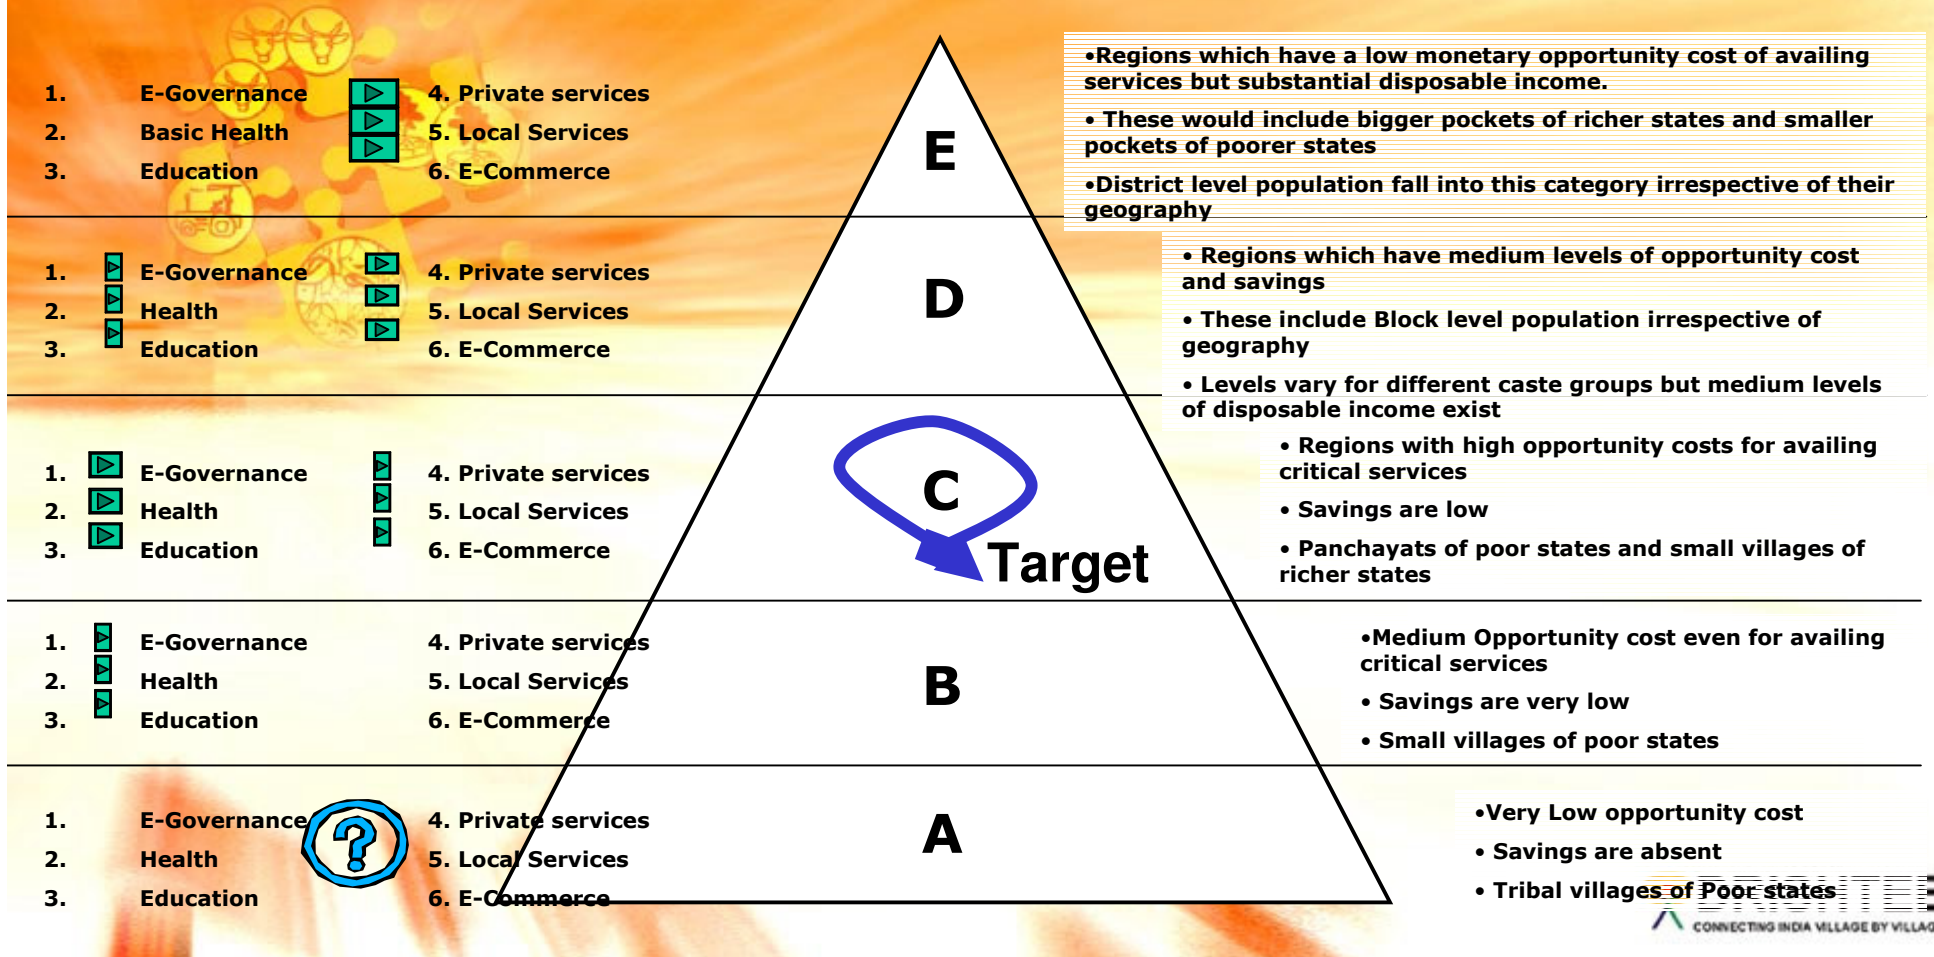 1. E-Governance 4. Private services
2. Basic Health 5. Local Services
3. Education 6. E-Commerce
E
•Regions which have a low monetary opportunity cost of availing
services but substantial disposable income.
• These would include bigger pockets of richer states and smaller
pockets of poorer states
•District level population fall into this category irrespective of their
geography
1. E-Governance 4. Private services
2. Health 5. Local Services
3. Education 6. E-Commerce
D
• Regions which have medium levels of opportunity cost
and savings
• These include Block level population irrespective of
geography
• Levels vary for different caste groups but medium levels
of disposable income exist
1. E-Governance 4. Private services
2. Health 5. Local Services
3. Education 6. E-Commerce
C
Target
• Regions with high opportunity costs for availing
critical services
• Savings are low
• Panchayats of poor states and small villages of
richer states
1. E-Governance 4. Private services
2. Health 5. Local Services
3. Education 6. E-Commerce
B
•Medium Opportunity cost even for availing
critical services
• Savings are very low
• Small villages of poor states
1. E-Governance 4. Private services
2. Health 5. Local Services
3. Education 6. E-Commerce
?
A
•Very Low opportunity cost
• Savings are absent
• Tribal villages of Poor states
CONNECTING INDIA VILLAGE BY VILLAG